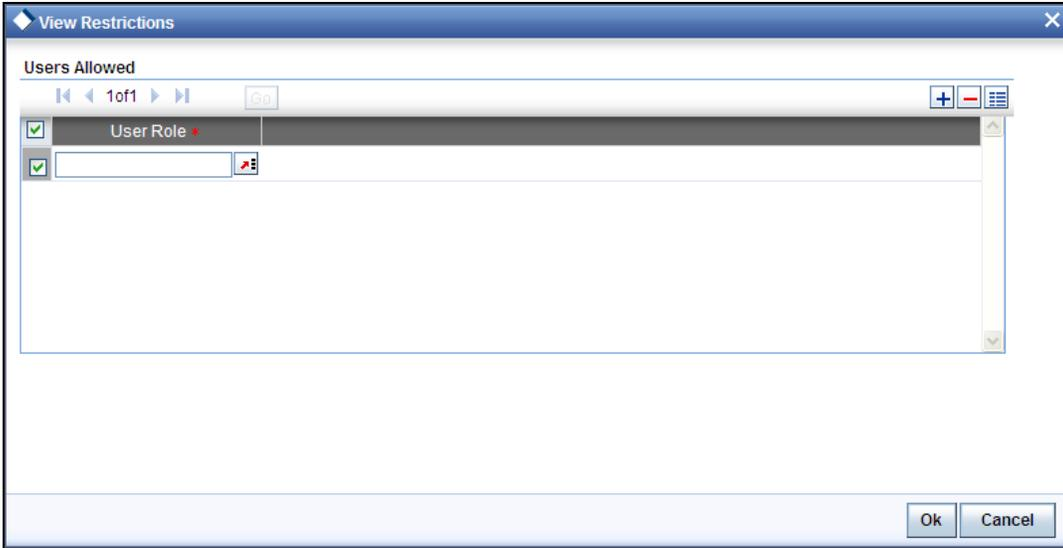 View Restrictions
Users Allowed
1of1 Go
User Role *
Ok Cancel